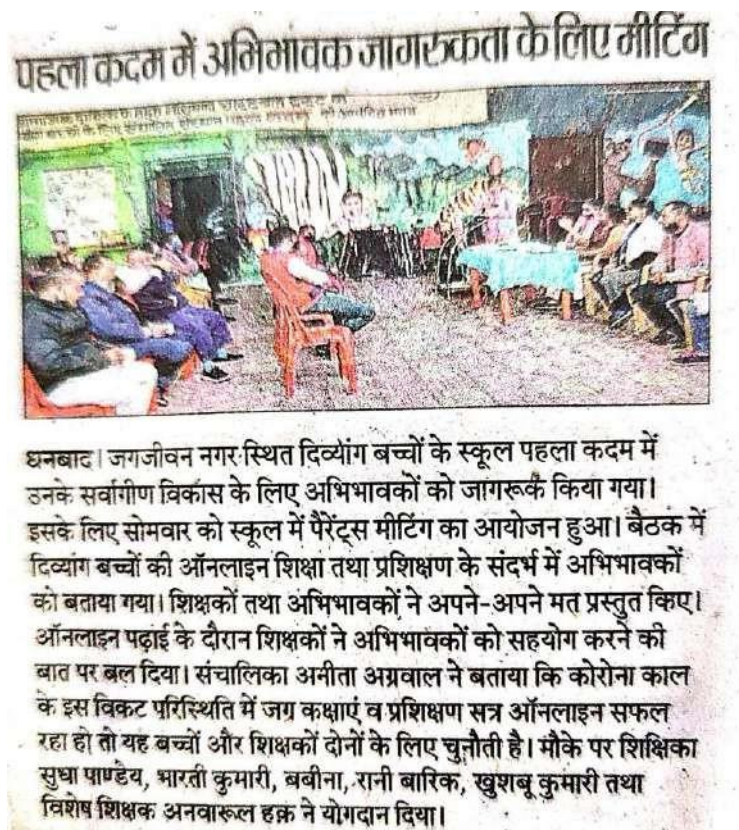 पहला कदम में अभिभावक जागरुकता के लिए मीटिंग
धनबाद। जगजीवन नगर स्थित दिव्यांग बच्चों के स्कूल पहला कदम में
उनके सर्वागीण विकास के लिए अभिभावकों को जागरूक किया गया।
इसके लिए सोमवार को स्कूल में पैरेंट्स मीटिंग का आयोजन हुआ। बैठक में
दिव्यांग बच्चों की ऑनलाइन शिक्षा तथा प्रशिक्षण के संदर्भ में अभिभावकों
को बताया गया। शिक्षकों तथा अभिभावकों ने अपने-अपने मत प्रस्तुत किए।
ऑनलाइन पढ़ाई के दौरान शिक्षकों ने अभिभावकों को सहयोग करने की
बात पर बल दिया। संचालिका अमीता अग्रवाल ने बताया कि कोरोना काल
के इस विकट परिस्थिति में जग्र कक्षाएं व प्रशिक्षण सत्र ऑनलाइन सफल
रहा हो तो यह बच्चों और शिक्षकों दोनों के लिए चुनौती है। मौके पर शिक्षिका
सुधा पाण्डेय, भारती कुमारी, बबीना, रानी बारिक, खुशबू कुमारी तथा
विशेष शिक्षक अनवारूल हक़ ने योगदान दिया।